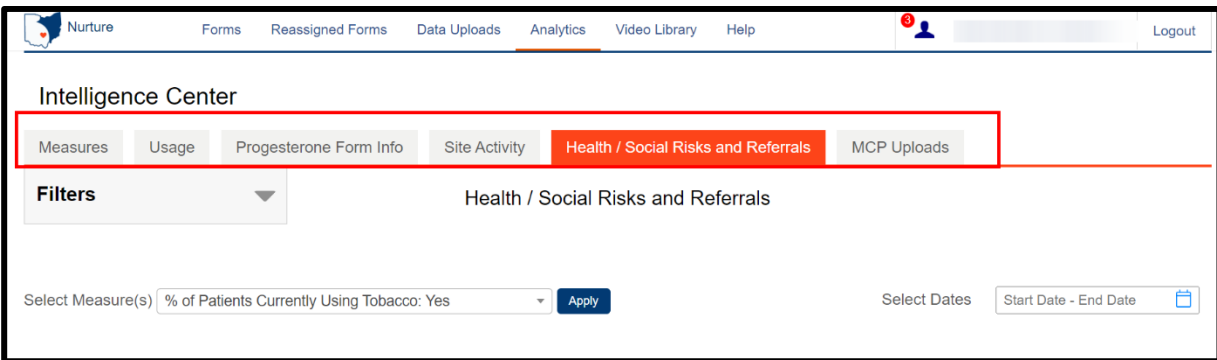 Nurture Forms Reassigned Forms Data Uploads Analytics Video Library Help 3 Logout
Intelligence Center
Measures Usage Progesterone Form Info Site Activity Health / Social Risks and Referrals MCP Uploads
Filters Health / Social Risks and Referrals
Select Measure(s) % of Patients Currently Using Tobacco: Yes Apply Select Dates Start Date - End Date